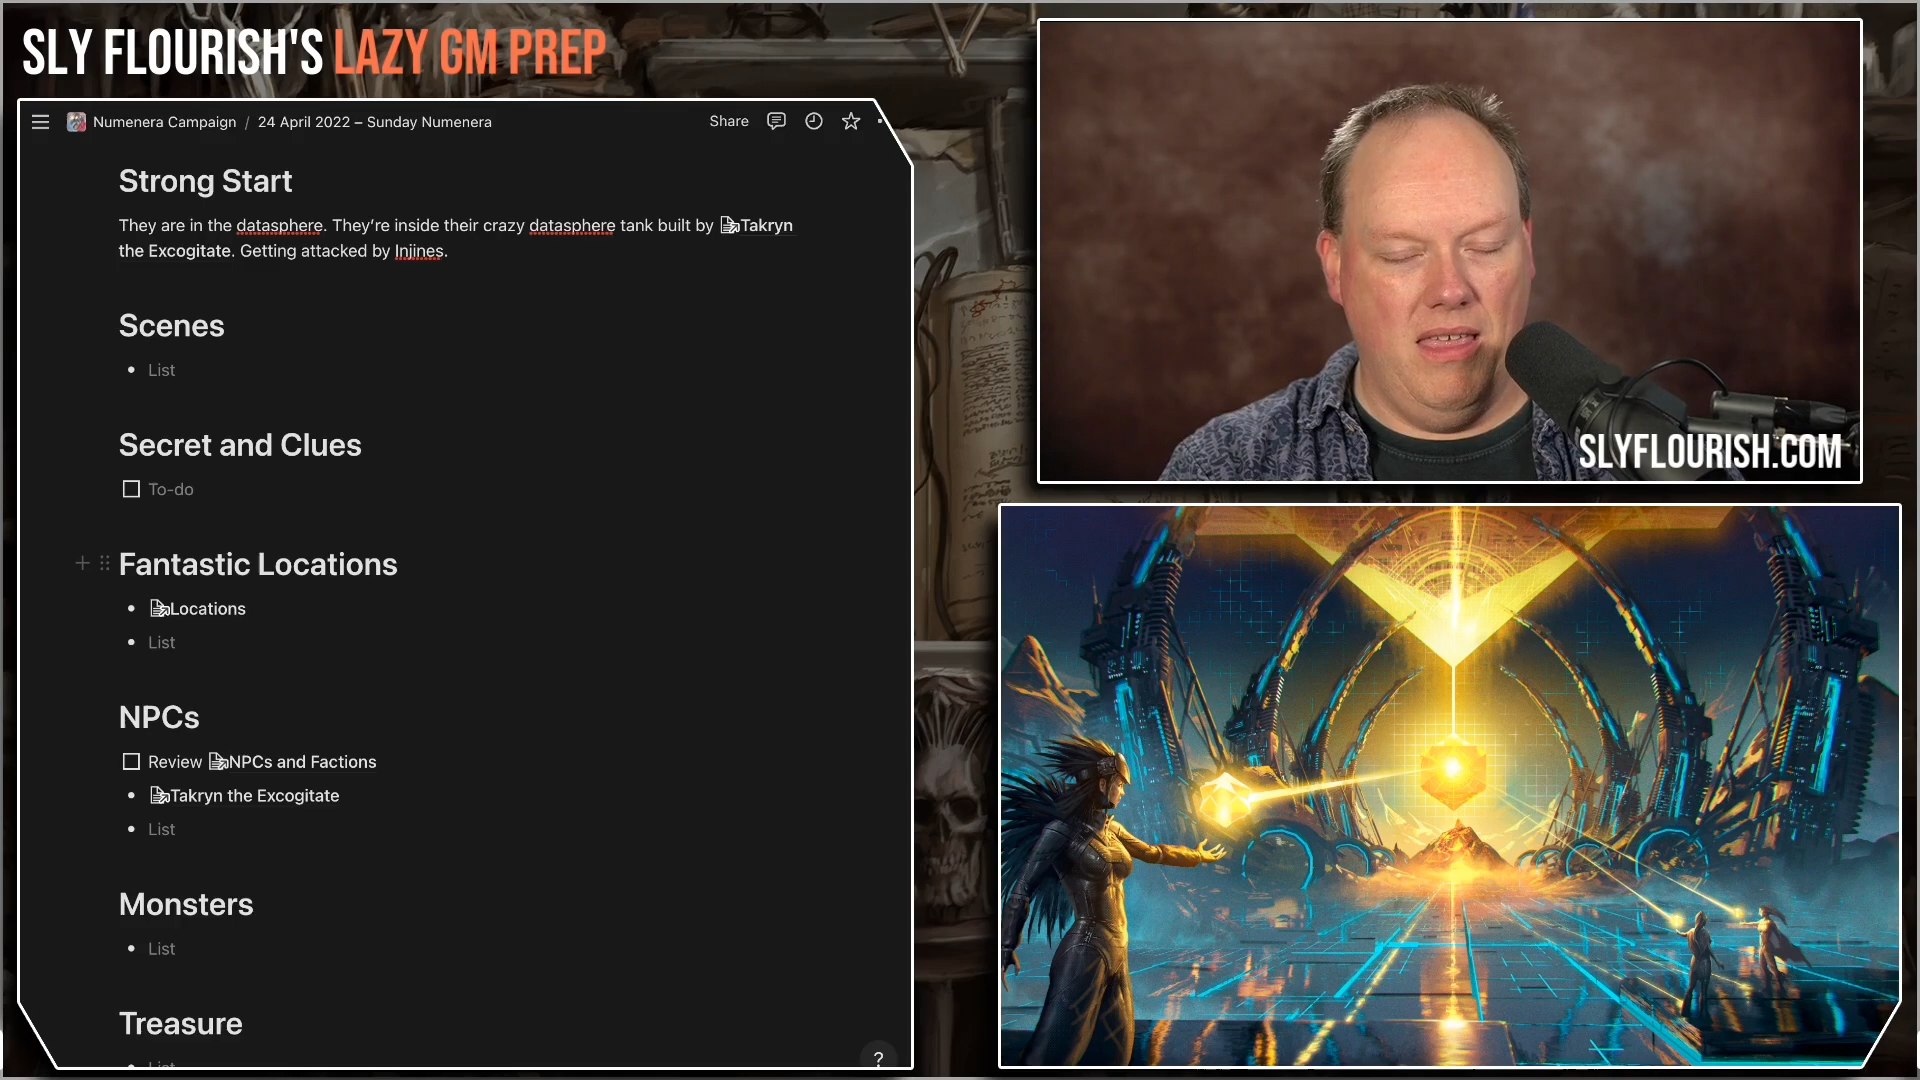 SLY FLOURISH'S LAZY GM PREP
Numenera Campaign / 24 April 2022 – Sunday Numenera
Share
Strong Start
They are in the datasphere. They’re inside their crazy datasphere tank built by Takryn
the Excogitate. Getting attacked by Injines.
Scenes
• List
Secret and Clues
To-do
Fantastic Locations
• Locations
• List
NPCs
Review NPCs and Factions
• Takryn the Excogitate
• List
Monsters
• List
Treasure
• List
?
SLYFLOURISH.COM